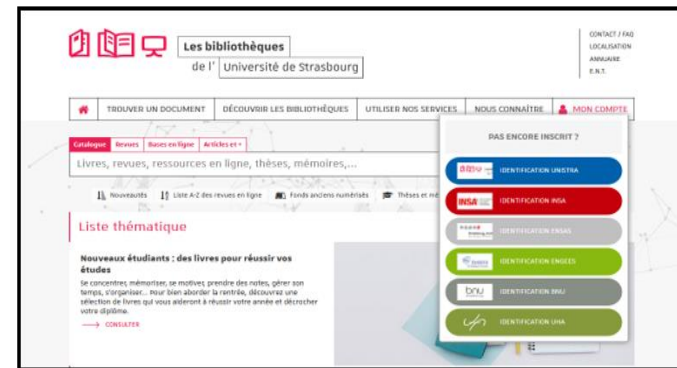 Les bibliothèques
de l' Université de Strasbourg
CONTACT / FAQ
LOCALISATION
ANNUAIRE
E.N.T.
TROUVER UN DOCUMENT
DÉCOUVRIR LES BIBLIOTHÈQUES
UTILISER NOS SERVICES
NOUS CONNAÎTRE
MON COMPTE
PAS ENCORE INSCRIT ?
Catalogue
Revues
Bases en ligne
Articles et +
Livres, revues, ressources en ligne, thèses, mémoires,...
Nouveautés
Liste A-Z des revues en ligne
Fonds anciens numérisés
Thèses et mé
IDENTIFICATION UNISTRA
INSA IDENTIFICATION INSA
IDENTIFICATION ENSAS
IDENTIFICATION ENGEES
bnu IDENTIFICATION BNU
IDENTIFICATION UHA
Liste thématique
Nouveaux étudiants : des livres pour réussir vos
études
Se concentrer, mémoriser, se motiver, prendre des notes, gérer son
temps, s'organiser... Pour bien aborder la rentrée, découvrez une
sélection de livres qui vous aideront à réussir votre année et décrocher
votre diplôme.
CONSULTER